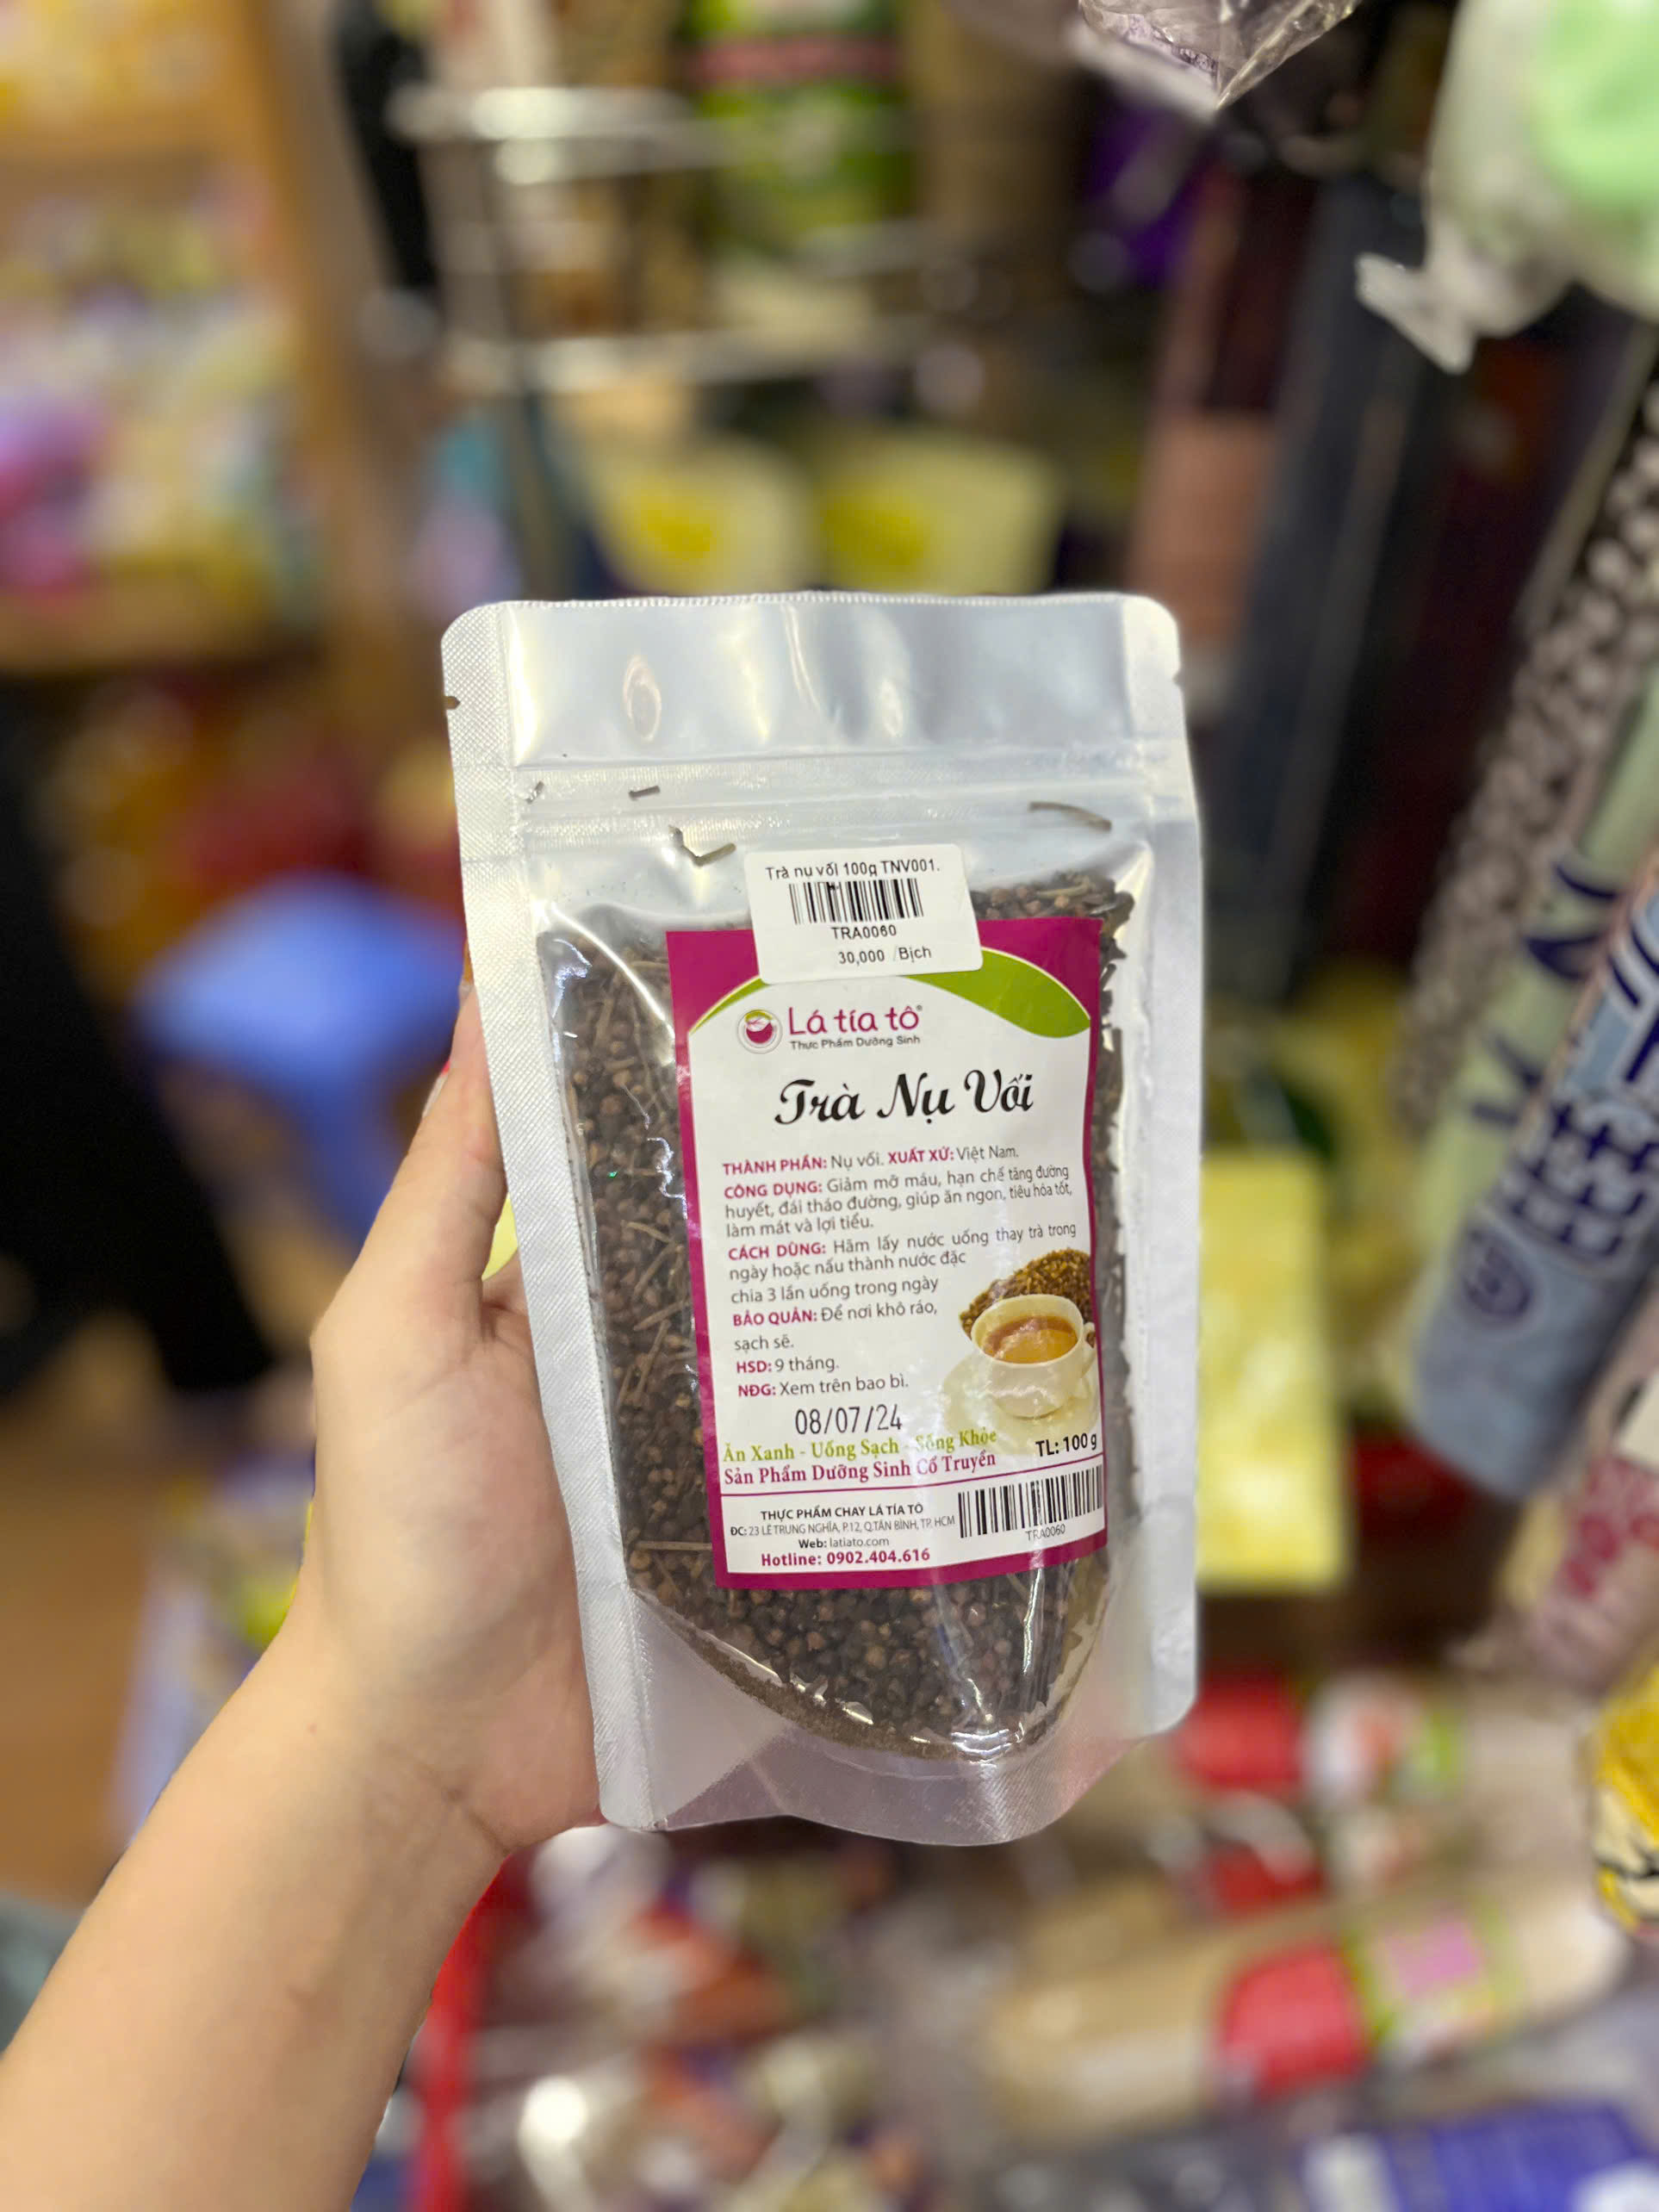 Trà nụ vối 100g TNV001.
TRA0060
30,000 /Bịch
Lá tía tô®
Thực Phẩm Dưỡng Sinh
Trà Nụ Vối
THÀNH PHẦN: Nụ vối. XUẤT XỨ: Việt Nam.
CÔNG DỤNG: Giảm mỡ máu, hạn chế tăng đường
huyết, đái tháo đường, giúp ăn ngon, tiêu hóa tốt,
làm mát và lợi tiểu.
CÁCH DÙNG: Hãm lấy nước uống thay trà trong
ngày hoặc nấu thành nước đặc
chia 3 lần uống trong ngày
BẢO QUẢN: Để nơi khô ráo,
sạch sẽ.
HSD: 9 tháng.
NĐG: Xem trên bao bì.
08/07/24
Ăn Xanh - Uống Sạch - Sống Khỏe
TL: 100 g
Sản Phẩm Dưỡng Sinh Cổ Truyền
THỰC PHẨM CHAY LÁ TÍA TÔ
ĐC: 23 LÊ TRUNG NGHĨA, P.12, Q.TÂN BÌNH, TP. HCM
Web: latiato.com
Hotline: 0902.404.616
TRA0060